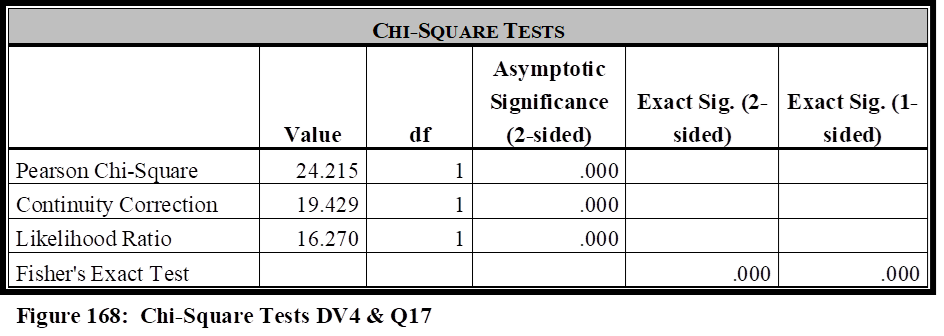 CHI-SQUARE TESTS
Value df Asymptotic Significance (2-sided) Exact Sig. (2-sided) Exact Sig. (1-sided)
Pearson Chi-Square 24.215 1 .000
Continuity Correction 19.429 1 .000
Likelihood Ratio 16.270 1 .000
Fisher's Exact Test .000 .000
Figure 168: Chi-Square Tests DV4 & Q17